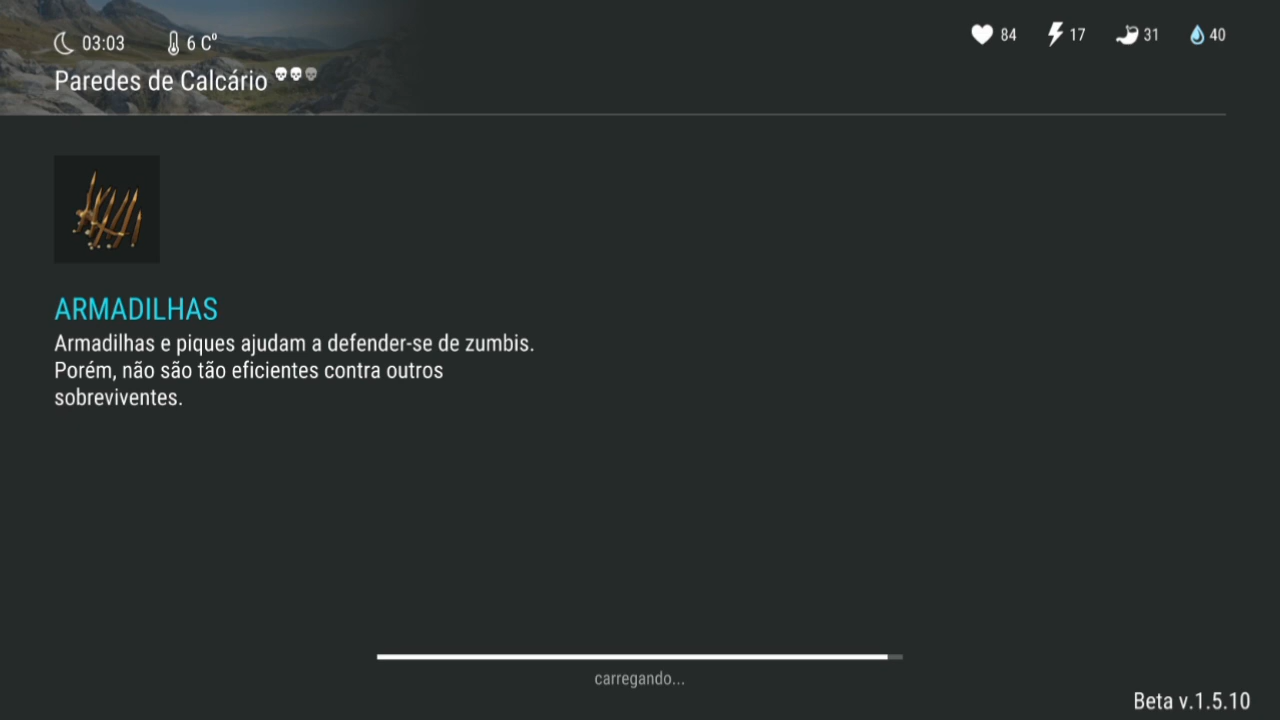 03:03 6 Cº 84 17 31 40
Paredes de Calcário
ARMADILHAS
Armadilhas e piques ajudam a defender-se de zumbis.
Porém, não são tão eficientes contra outros
sobreviventes.
carregando...
Beta v.1.5.10